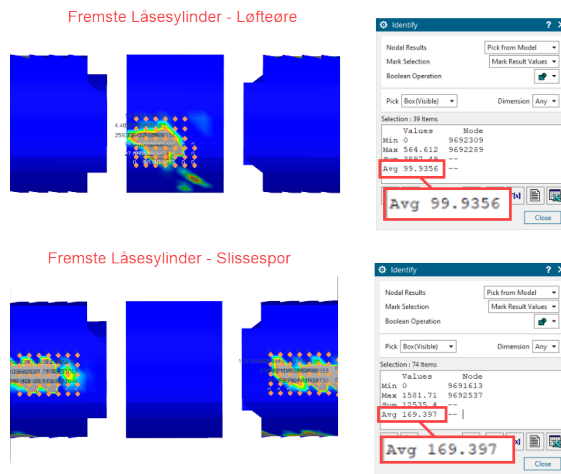 Fremste Låsesylinder - Løfteøre
Identify
?
Nodal Results Pick from Model
Mark Selection Mark Result Values
Boolean Operation
Pick Box(Visible) Dimension Any
Selection : 39 Items
Values Node
Min 0 9692309
Max 564.612 9692289
Avg 99.9356 --
Avg 99.9356
Close
Fremste Låsesylinder - Slissespor
Identify
?
Nodal Results Pick from Model
Mark Selection Mark Result Values
Boolean Operation
Pick Box(Visible) Dimension Any
Selection : 74 Items
Values Node
Min 0 9691613
Max 1581.71 9692537
Sum 12535.4 --
Avg 169.397 --
Avg 169.397
Close